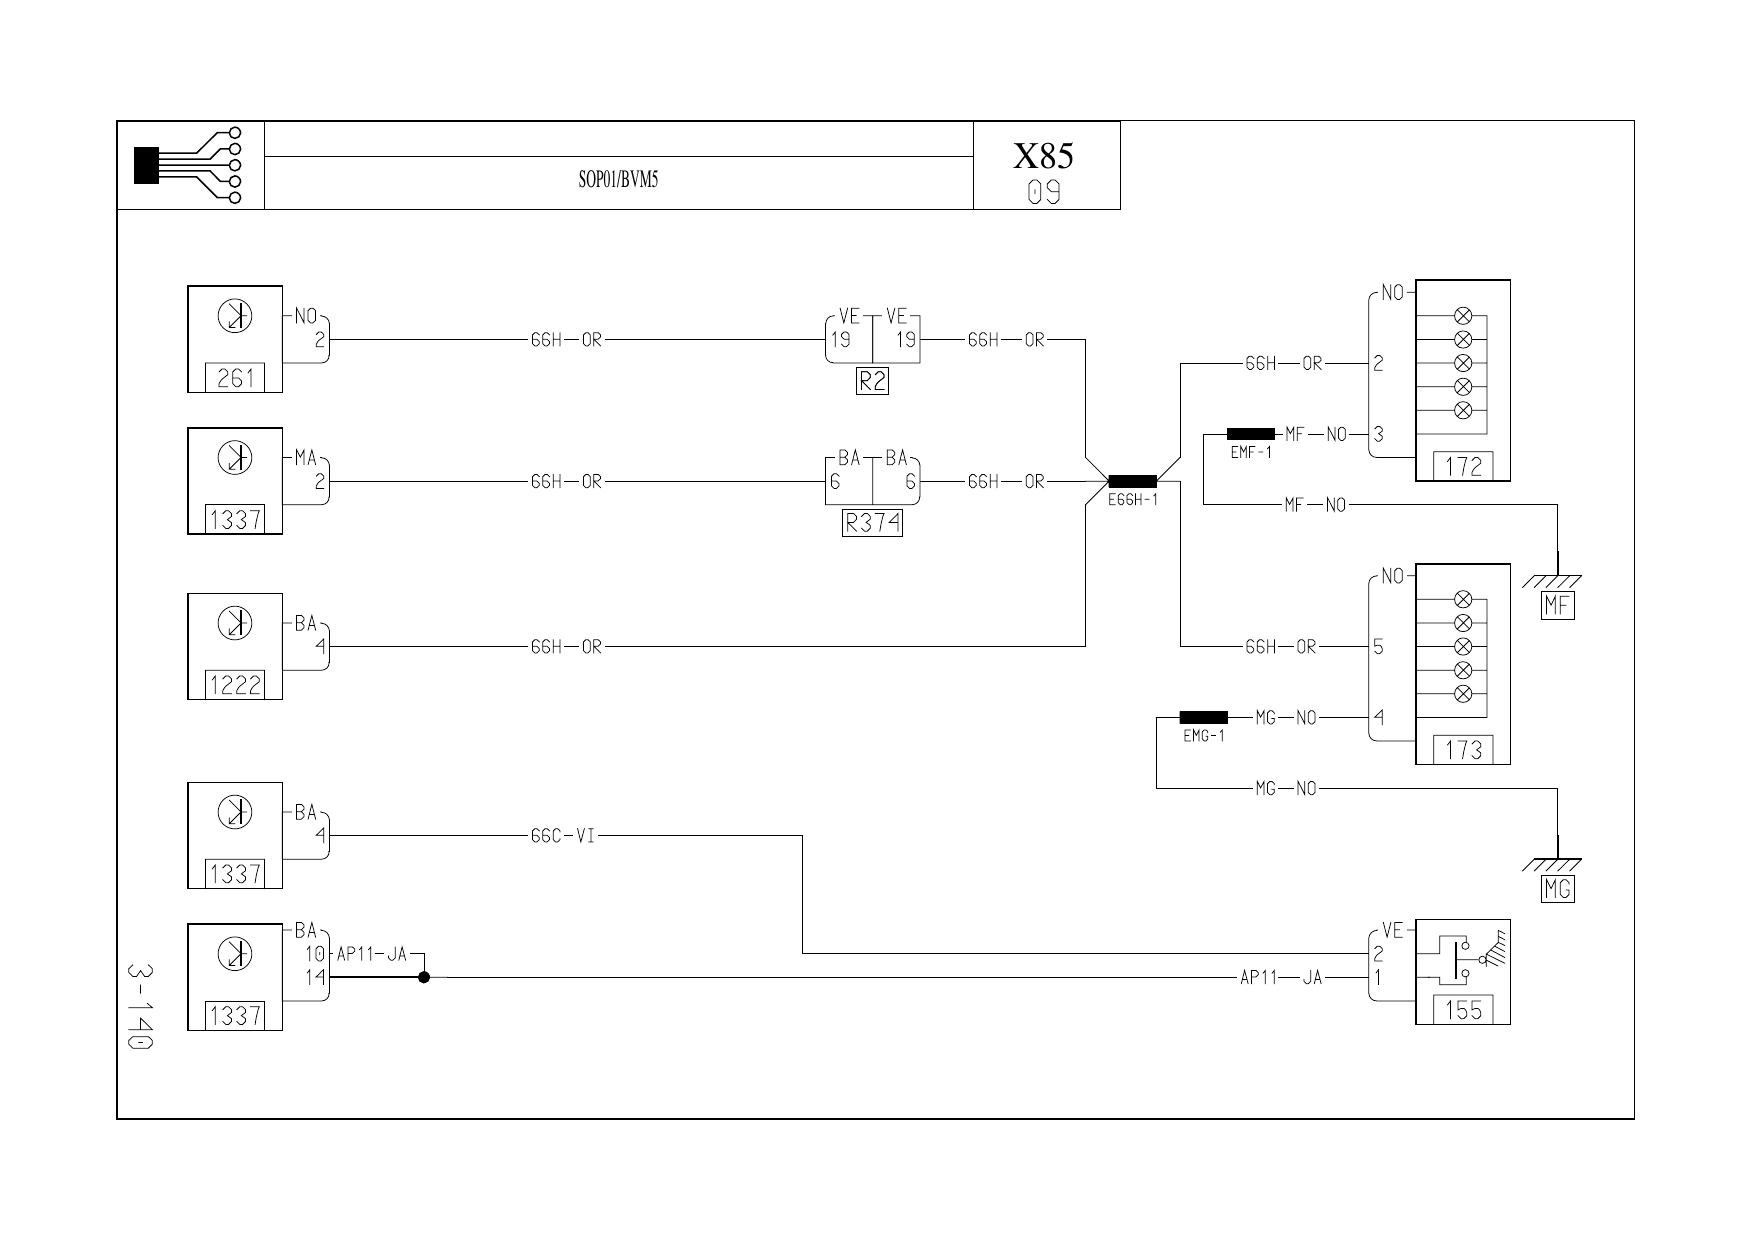 SOP01/BVM5
X85
09
NO
2
261
66H-OR
VE VE
19 19
R2
66H-OR
MA
2
1337
66H-OR
BA BA
6 6
R374
66H-OR
E66H-1
BA
4
1222
66H-OR
66H-OR
NO
2
3
172
EMF-1
MF-NO
MF-NO
MF
66H-OR
NO
5
4
173
EMG-1
MG-NO
MG-NO
MG
BA
4
1337
66C-VI
BA
10
14
1337
AP11-JA
AP11-JA
VE
2
1
155
3-140